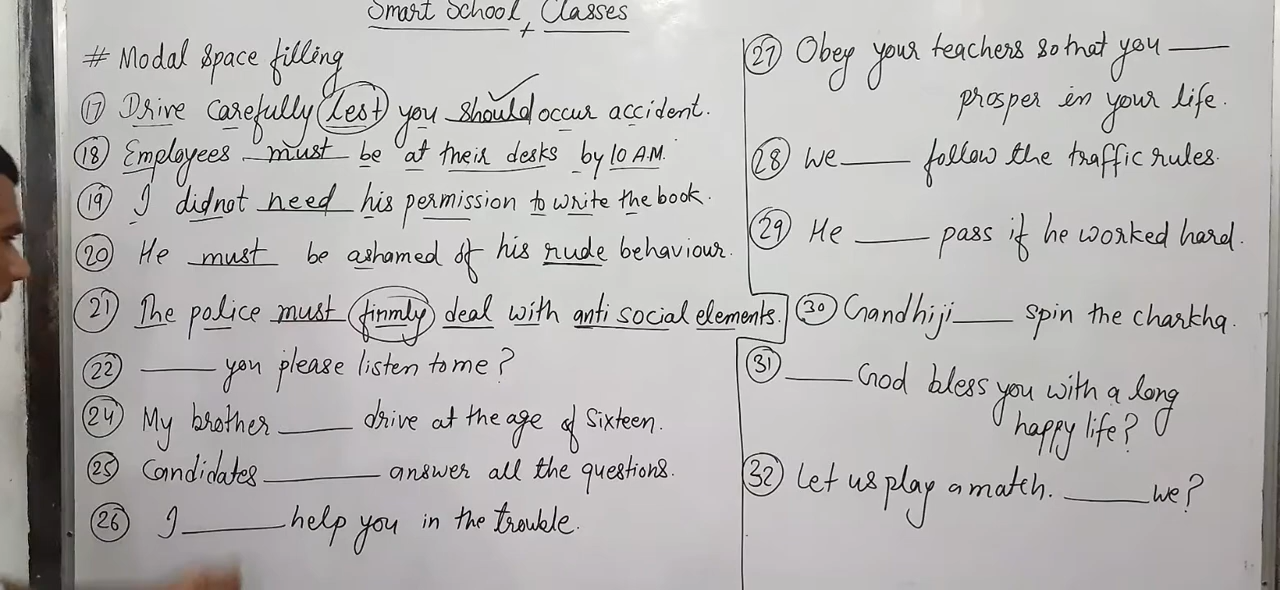 Smart School Classes
# Modal Space filling
17 Drive carefully lest you should occur accident.
18 Employees must be at their desks by 10 A.M.
19 I didnot need his permission to write the book.
20 He must be ashamed of his rude behaviour.
21 The police must firmly deal with anti social elements.
22 ____ you please listen to me?
24 My brother ____ drive at the age of Sixteen.
25 Candidates ____ answer all the questions.
26 I ____ help you in the trouble.
27 Obey your teachers so that you ____
prosper in your life.
28 We ____ follow the traffic rules.
29 He ____ pass if he worked hard.
30 Gandhiji ____ spin the charkha.
31 ____ God bless you with a long
happy life?
32 Let us play a match. ____ we?